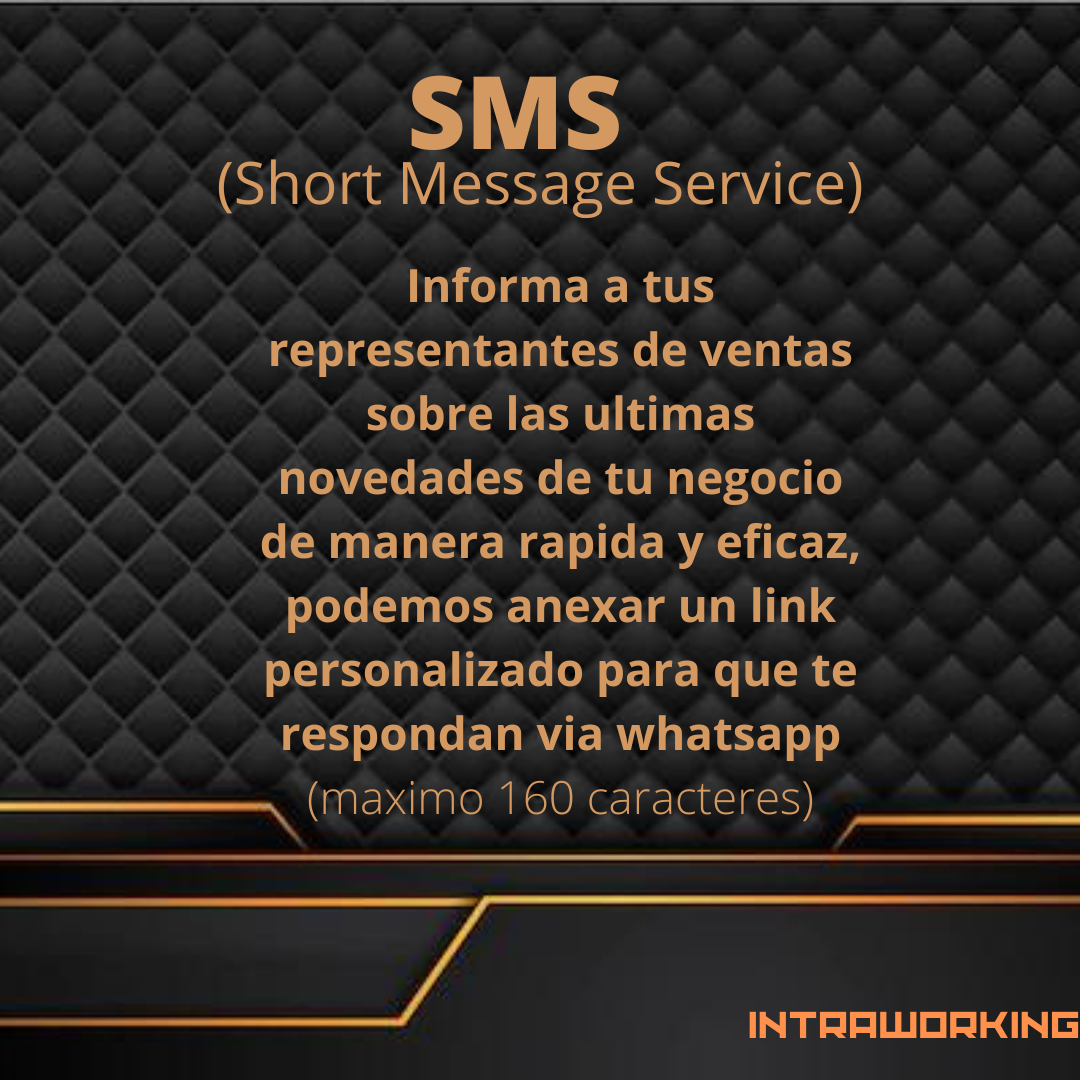 SMS
(Short Message Service)
Informa a tus
representantes de ventas
sobre las ultimas
novedades de tu negocio
de manera rapida y eficaz,
podemos anexar un link
personalizado para que te
respondan via whatsapp
(maximo 160 caracteres)
INTRAWORKING